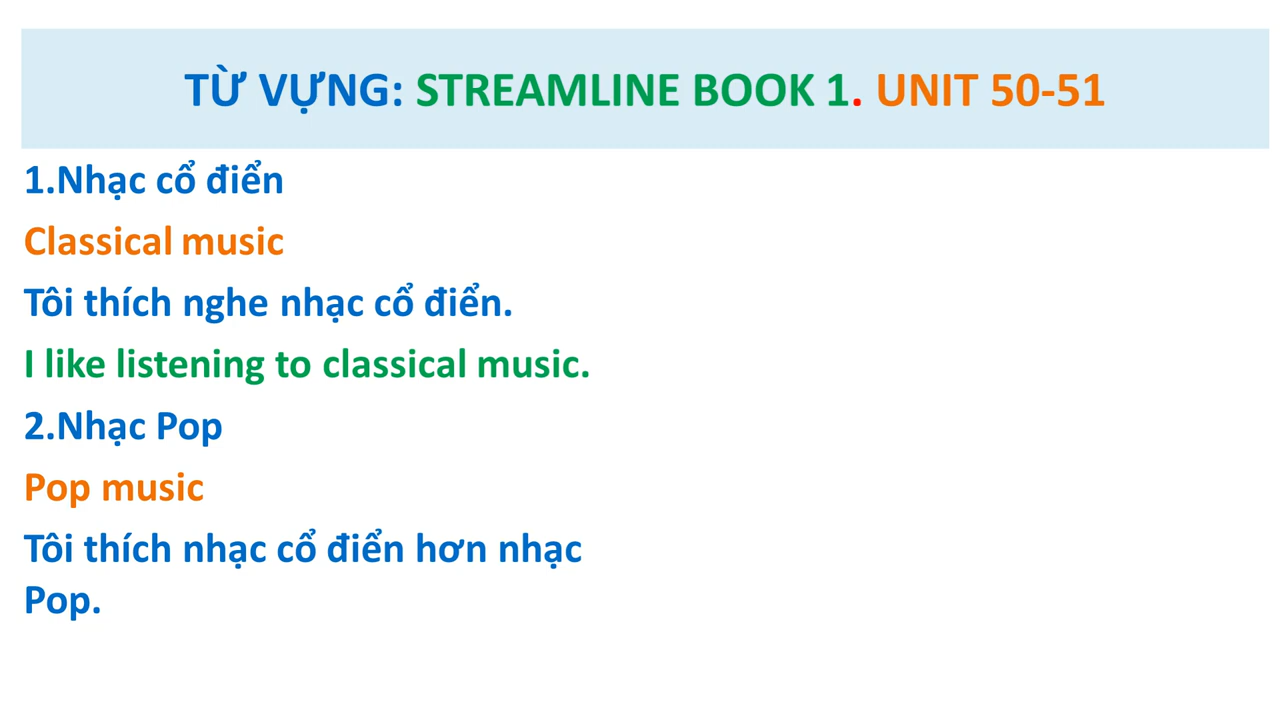 TỪ VỰNG: STREAMLINE BOOK 1. UNIT 50-51
1.Nhạc cổ điển
Classical music
Tôi thích nghe nhạc cổ điển.
I like listening to classical music.
2.Nhạc Pop
Pop music
Tôi thích nhạc cổ điển hơn nhạc
Pop.